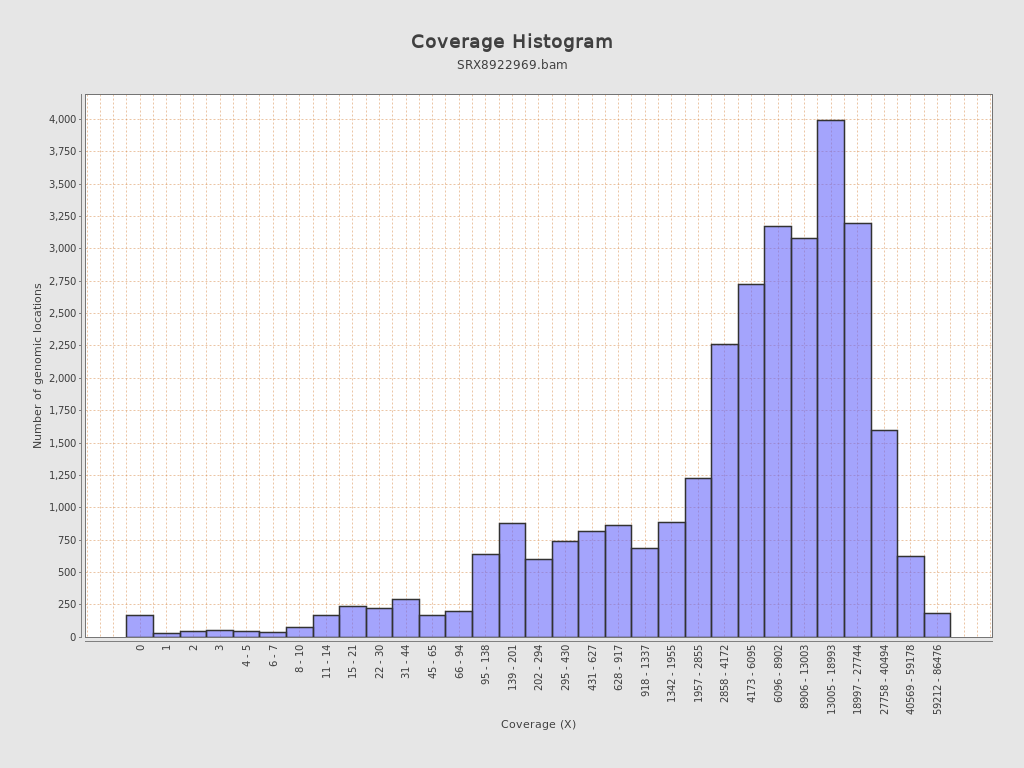 Coverage Histogram
SRX8922969.bam
Number of genomic locations
4,000
3,750
3,500
3,250
3,000
2,750
2,500
2,250
2,000
1,750
1,500
1,250
1,000
750
500
250
0
0
1
2
3
4 - 5
6 - 7
8 - 10
11 - 14
15 - 21
22 - 30
31 - 44
45 - 65
66 - 94
95 - 138
139 - 201
202 - 294
295 - 430
431 - 627
628 - 917
918 - 1337
1342 - 1955
1957 - 2855
2858 - 4172
4173 - 6095
6096 - 8902
8906 - 13003
13005 - 18993
18997 - 27744
27758 - 40494
40569 - 59178
59212 - 86476
Coverage (X)